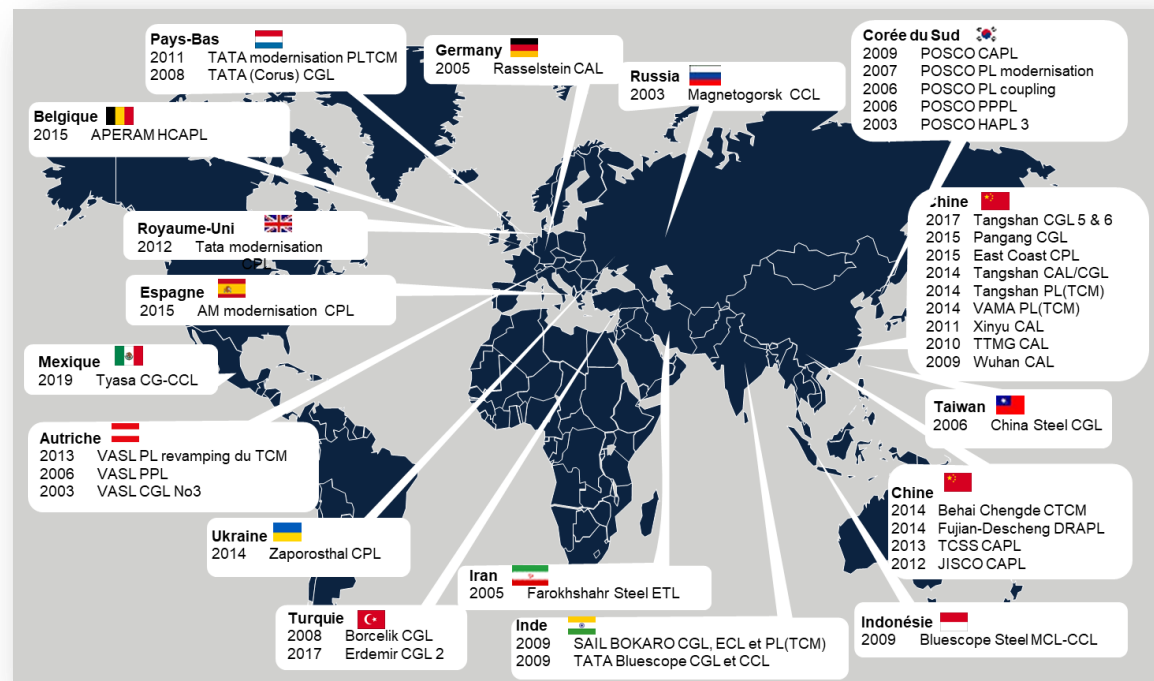 Pays-Bas
2011 TATA modernisation PLTCM
2008 TATA (Corus) CGL
Germany
2005 Rasselstein CAL
Russia
2003 Magnetogorsk CCL
Corée du Sud
2009 POSCO CAPL
2007 POSCO PL modernisation
2006 POSCO PL coupling
2006 POSCO PPPL
2003 POSCO HAPL 3
Belgique
2015 APERAM HCAPL
Royaume-Uni
2012 Tata modernisation
CPL
Espagne
2015 AM modernisation CPL
Mexique
2019 Tyasa CG-CCL
Chine
2017 Tangshan CGL 5 & 6
2015 Pangang CGL
2015 East Coast CPL
2014 Tangshan CAL/CGL
2014 Tangshan PL(TCM)
2014 VAMA PL(TCM)
2011 Xinyu CAL
2010 TTMG CAL
2009 Wuhan CAL
Taiwan
2006 China Steel CGL
Autriche
2013 VASL PL revamping du TCM
2006 VASL PPL
2003 VASL CGL No3
Chine
2014 Behai Chengde CTCM
2014 Fujian-Descheng DRAPL
2013 TCSS CAPL
2012 JISCO CAPL
Ukraine
2014 Zaporosthal CPL
Iran
2005 Farokhshahr Steel ETL
Turquie
2008 Borcelik CGL
2017 Erdemir CGL 2
Inde
2009 SAIL BOKARO CGL, ECL et PL(TCM)
2009 TATA Bluescope CGL et CCL
Indonésie
2009 Bluescope Steel MCL-CCL